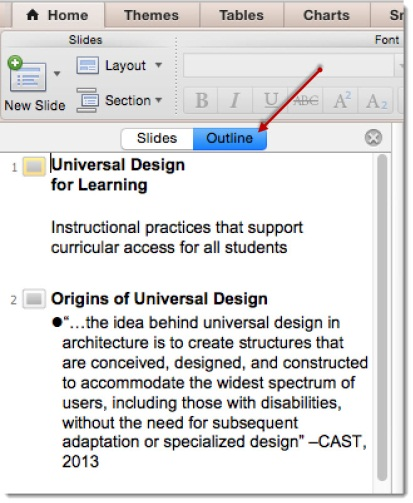 Home Themes Tables Charts
Slides Font
New Slide Layout Section B I U ABC A2 A2
Slides Outline
1 Universal Design
for Learning
Instructional practices that support
curricular access for all students
2 Origins of Universal Design
●“…the idea behind universal design in
architecture is to create structures that
are conceived, designed, and constructed
to accommodate the widest spectrum of
users, including those with disabilities,
without the need for subsequent
adaptation or specialized design” –CAST,
2013